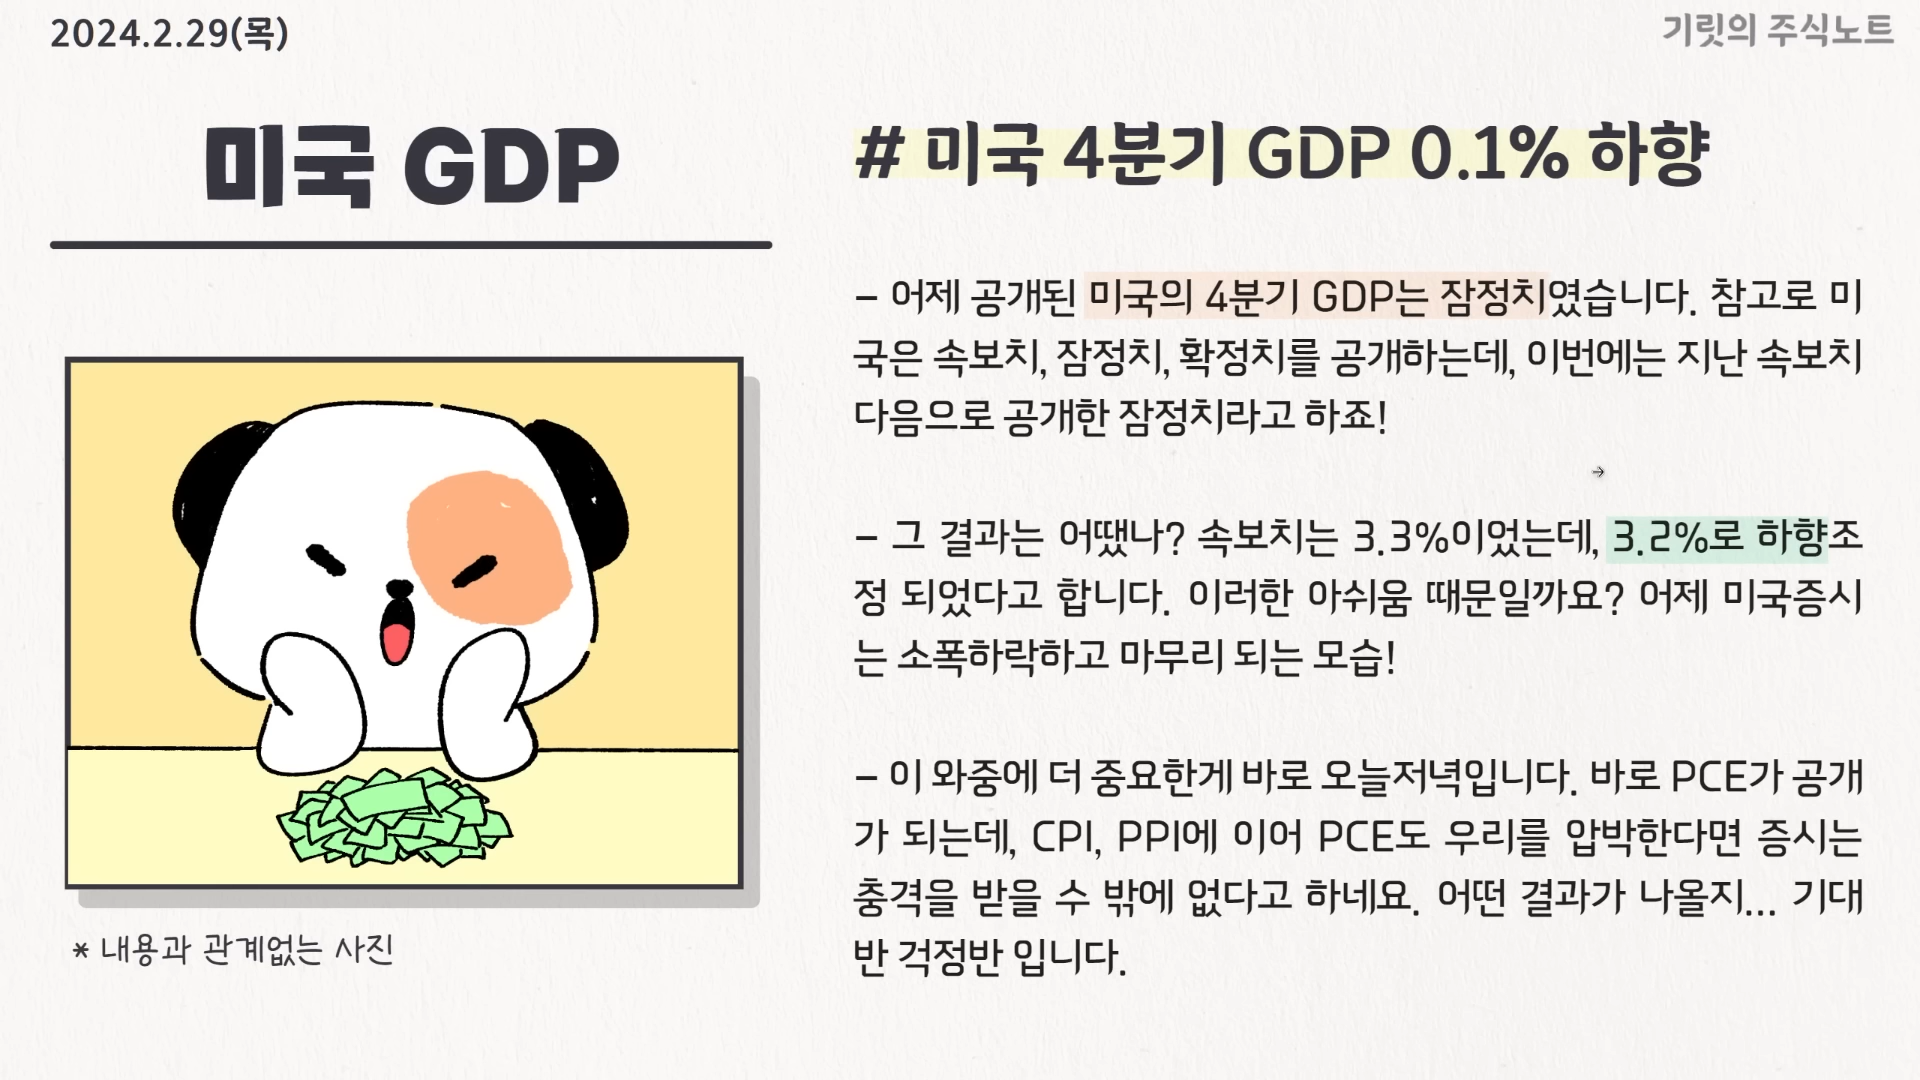 2024.2.29(목)
기릿의 주식노트
미국 GDP
# 미국 4분기 GDP 0.1% 하향
– 어제 공개된 미국의 4분기 GDP는 잠정치였습니다. 참고로 미
국은 속보치, 잠정치, 확정치를 공개하는데, 이번에는 지난 속보치
다음으로 공개한 잠정치라고 하죠!
– 그 결과는 어땠나? 속보치는 3.3%이었는데, 3.2%로 하향조
정 되었다고 합니다. 이러한 아쉬움 때문일까요? 어제 미국증시
는 소폭하락하고 마무리 되는 모습!
– 이 와중에 더 중요한게 바로 오늘저녁입니다. 바로 PCE가 공개
가 되는데, CPI, PPI에 이어 PCE도 우리를 압박한다면 증시는
충격을 받을 수 밖에 없다고 하네요. 어떤 결과가 나올지... 기대
반 걱정반 입니다.
* 내용과 관계없는 사진